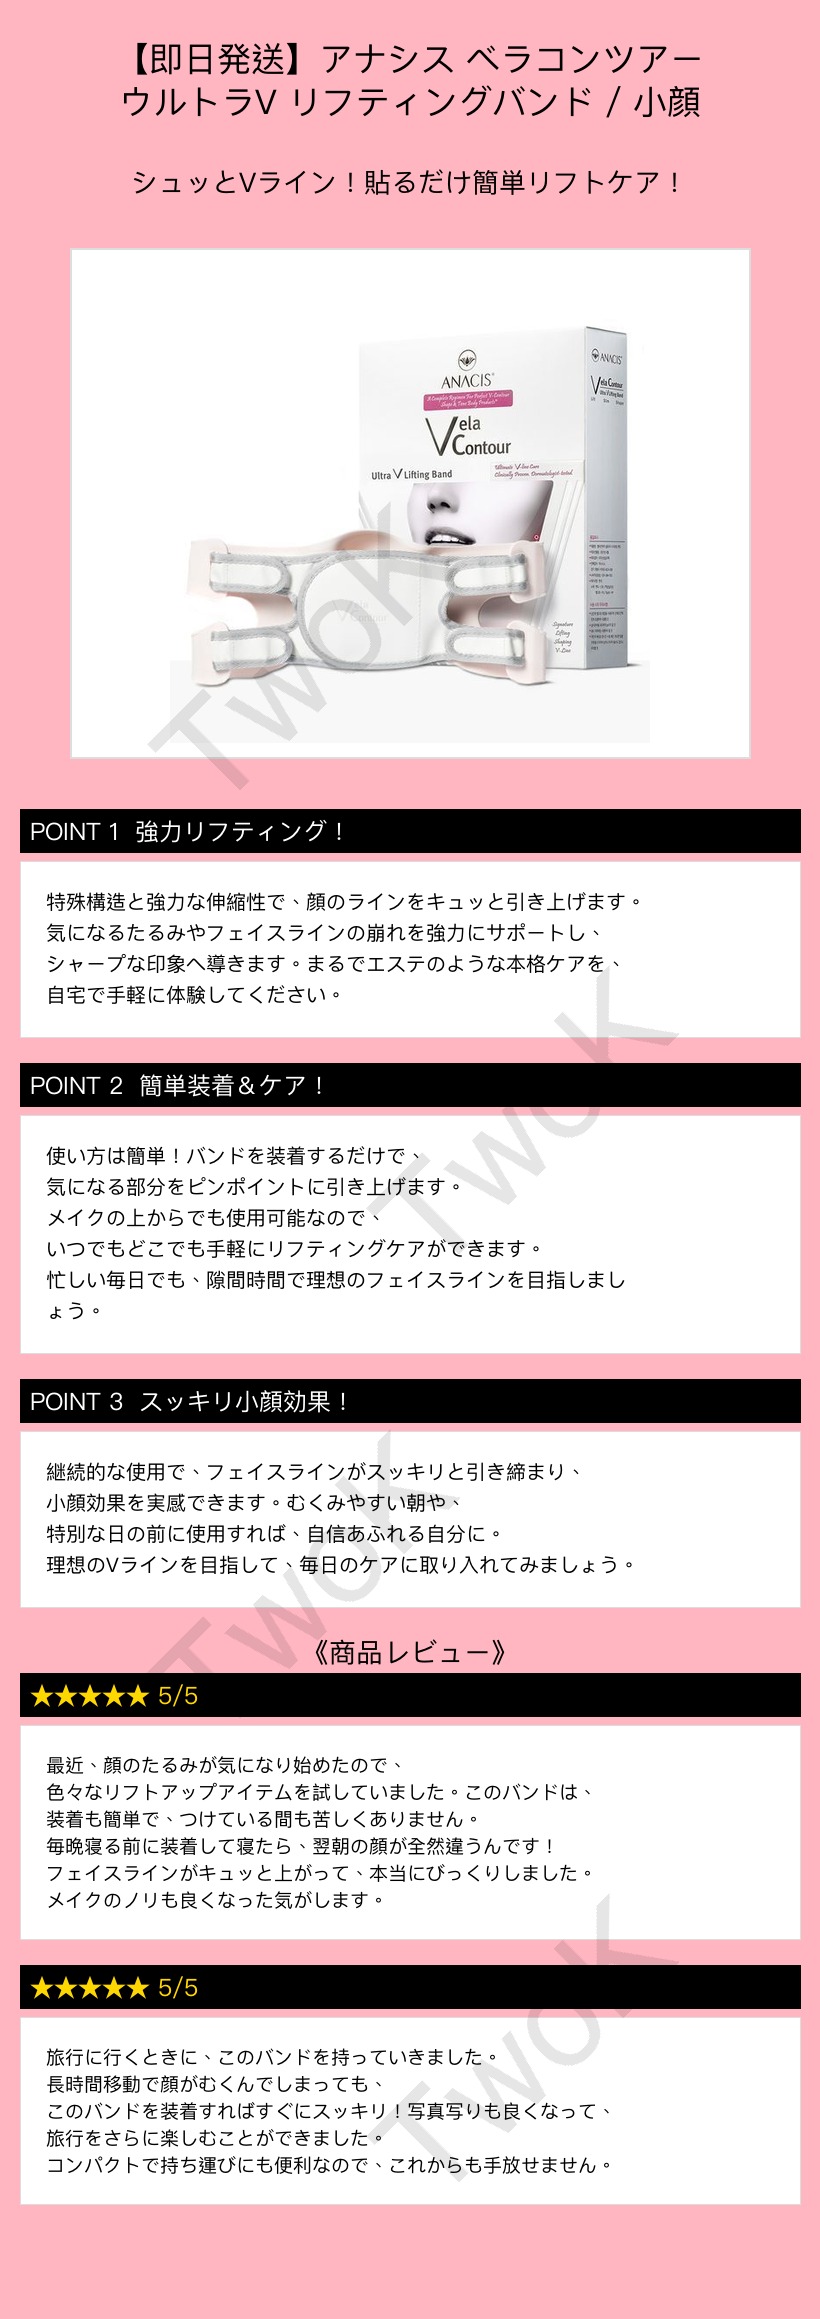 【即日発送】アナシス ベラコンツアー
ウルトラV リフティングバンド / 小顔
シュッとVライン！貼るだけ簡単リフトケア！
ANACIS®
A Complete Regimen For Perfect V-Contour
Shape & Tone Body Products"
Vela
Contour
Ultra V Lifting Band
Ultimate V-line Care
Clinically Proven. Dermatologist-tested.
Signature
Lifting
Shaping
V-Line
ANACIS
Vela Contour
Ultra V Lifting Band
Vela
Contour
TwoK
POINT 1 強力リフティング！
特殊構造と強力な伸縮性で、顔のラインをキュッと引き上げます。
気になるたるみやフェイスラインの崩れを強力にサポートし、
シャープな印象へ導きます。まるでエステのような本格ケアを、
自宅で手軽に体験してください。
TwoK
POINT 2 簡単装着＆ケア！
使い方は簡単！バンドを装着するだけで、
気になる部分をピンポイントに引き上げます。
メイクの上からでも使用可能なので、
いつでもどこでも手軽にリフティングケアができます。
忙しい毎日でも、隙間時間で理想のフェイスラインを目指しまし
ょう。
POINT 3 スッキリ小顔効果！
継続的な使用で、フェイスラインがスッキリと引き締まり、
小顔効果を実感できます。むくみやすい朝や、
特別な日の前に使用すれば、自信あふれる自分に。
理想のVラインを目指して、毎日のケアに取り入れてみましょう。
TwoK
《商品レビュー》
★★★★★ 5/5
最近、顔のたるみが気になり始めたので、
色々なリフトアップアイテムを試していました。このバンドは、
装着も簡単で、つけている間も苦しくありません。
毎晩寝る前に装着して寝たら、翌朝の顔が全然違うんです！
フェイスラインがキュッと上がって、本当にびっくりしました。
メイクのノリも良くなった気がします。
★★★★★ 5/5
旅行に行くときに、このバンドを持っていきました。
長時間移動で顔がむくんでしまっても、
このバンドを装着すればすぐにスッキリ！写真写りも良くなって、
旅行をさらに楽しむことができました。
コンパクトで持ち運びにも便利なので、これからも手放せません。
TwoK